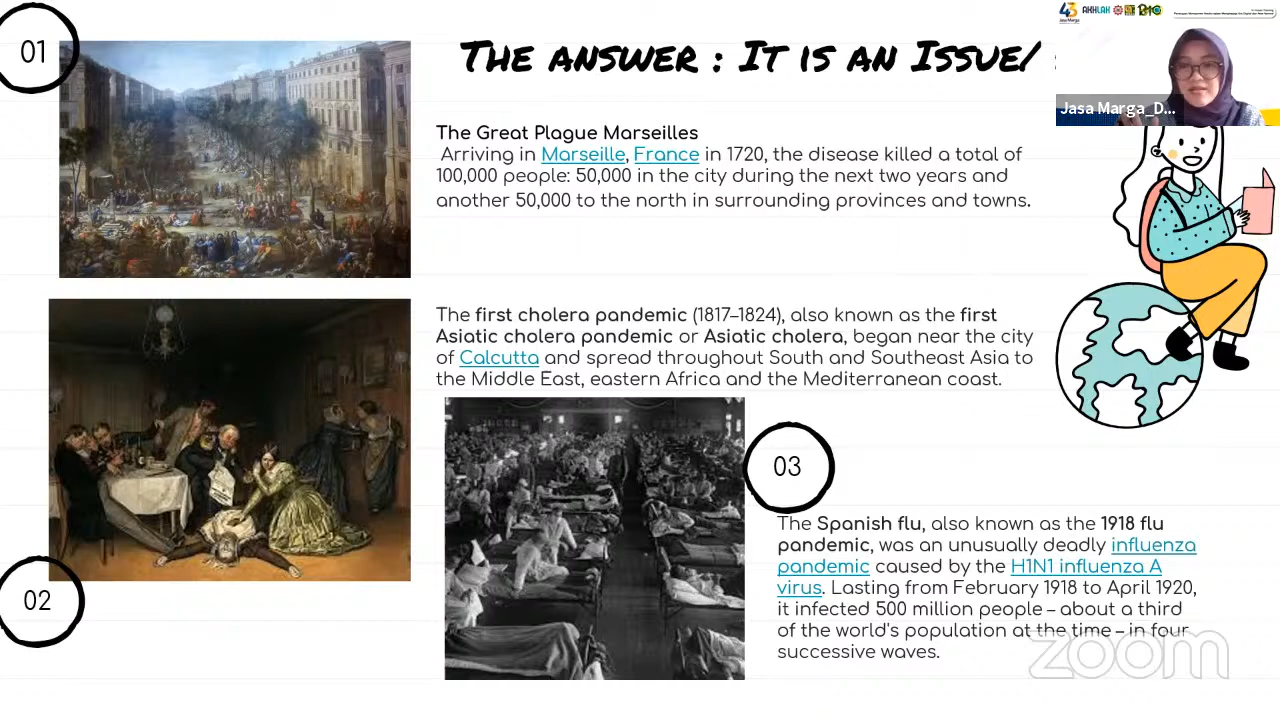 01
THE ANSWER : IT IS AN ISSUE/
43
Jasa Marga
AKHLAK
Jasa Marga_D...
The Great Plague Marseilles
Arriving in Marseille, France in 1720, the disease killed a total of
100,000 people: 50,000 in the city during the next two years and
another 50,000 to the north in surrounding provinces and towns.
The first cholera pandemic (1817–1824), also known as the first
Asiatic cholera pandemic or Asiatic cholera, began near the city
of Calcutta and spread throughout South and Southeast Asia to
the Middle East, eastern Africa and the Mediterranean coast.
02
03
The Spanish flu, also known as the 1918 flu
pandemic, was an unusually deadly influenza
pandemic caused by the H1N1 influenza A
virus. Lasting from February 1918 to April 1920,
it infected 500 million people – about a third
of the world's population at the time – in four
successive waves.
zoom